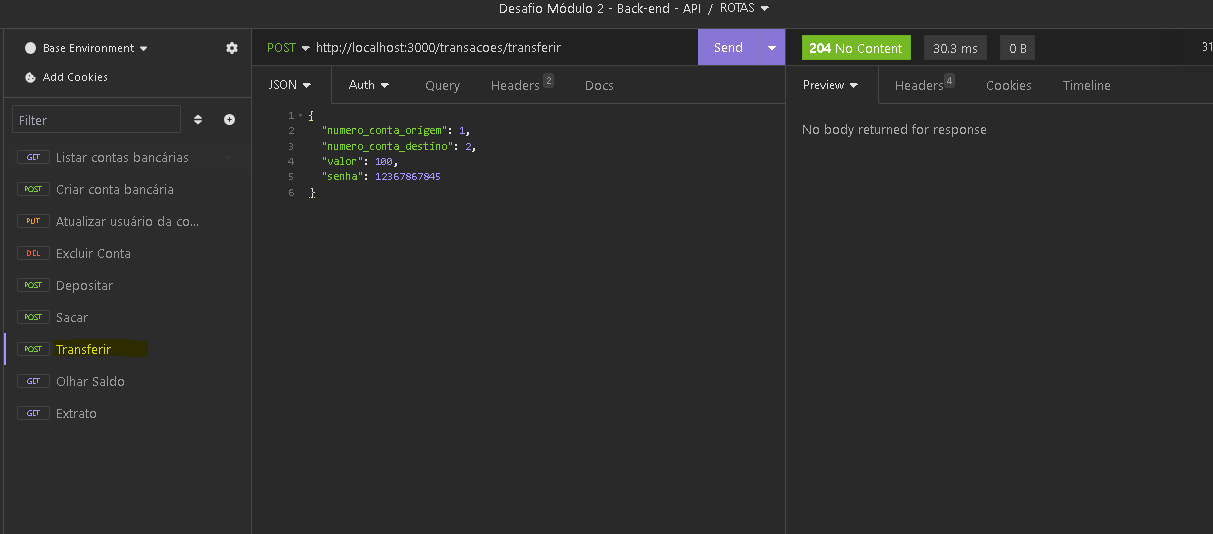 Desafio Módulo 2 - Back-end - API / ROTAS
Base Environment
Add Cookies
Filter
GET Listar contas bancárias
POST Criar conta bancária
PUT Atualizar usuário da co...
DEL Excluir Conta
POST Depositar
POST Sacar
POST Transferir
GET Olhar Saldo
GET Extrato
POST http://localhost:3000/transacoes/transferir Send
JSON Auth Query Headers 2 Docs
1 {
2 "numero_conta_origem": 1,
3 "numero_conta_destino": 2,
4 "valor": 100,
5 "senha": 12367867845
6 }
204 No Content 30.3 ms 0 B 31
Preview Headers 4 Cookies Timeline
No body returned for response